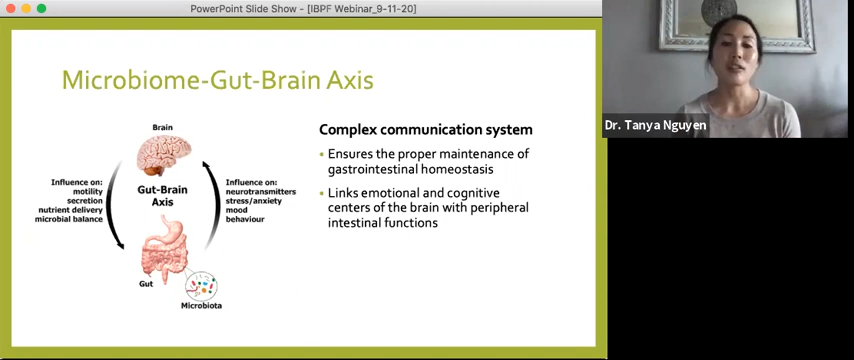 PowerPoint Slide Show - [IBPF Webinar_9-11-20]
Microbiome-Gut-Brain Axis
Brain
Influence on:
motility
secretion
nutrient delivery
microbial balance
Gut-Brain
Axis
Influence on:
neurotransmitters
stress/anxiety
mood
behaviour
Gut
Microbiota
Complex communication system
• Ensures the proper maintenance of
gastrointestinal homeostasis
• Links emotional and cognitive
centers of the brain with peripheral
intestinal functions
Dr. Tanya Nguyen